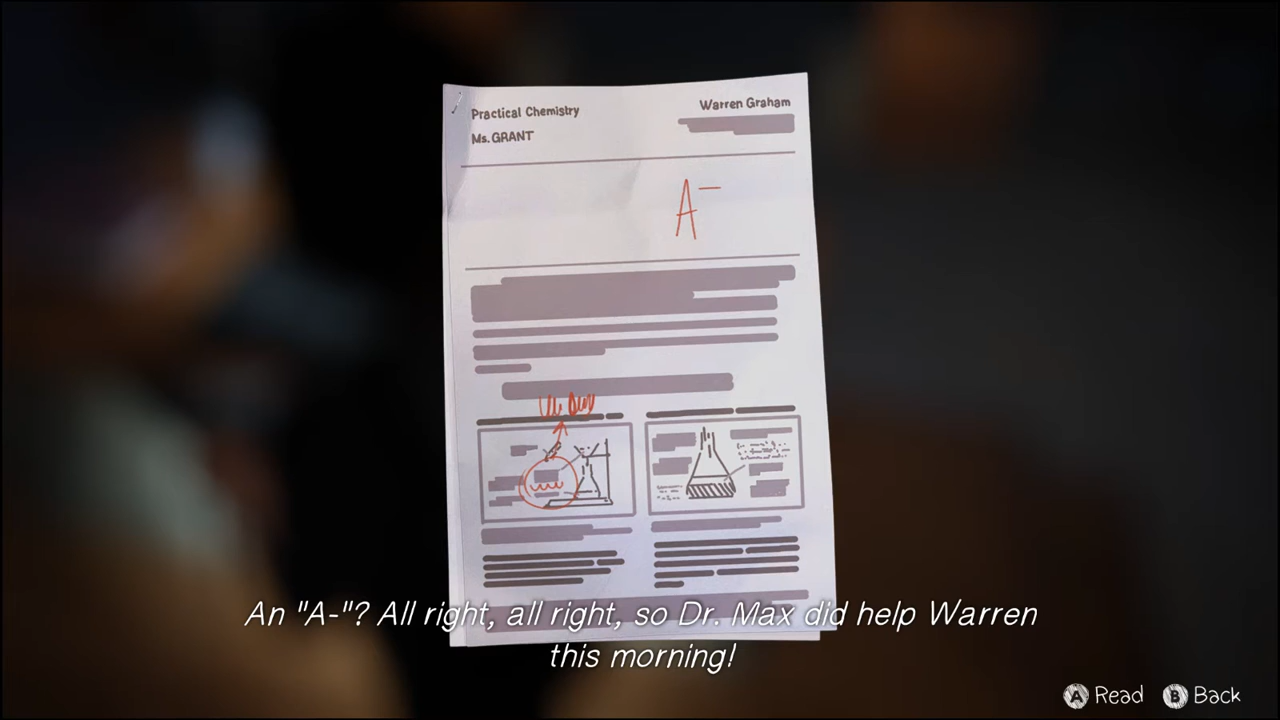 Practical Chemistry
Warren Graham
Ms. GRANT
A-
An "A-"? All right, all right, so Dr. Max did help Warren
this morning!
A Read B Back